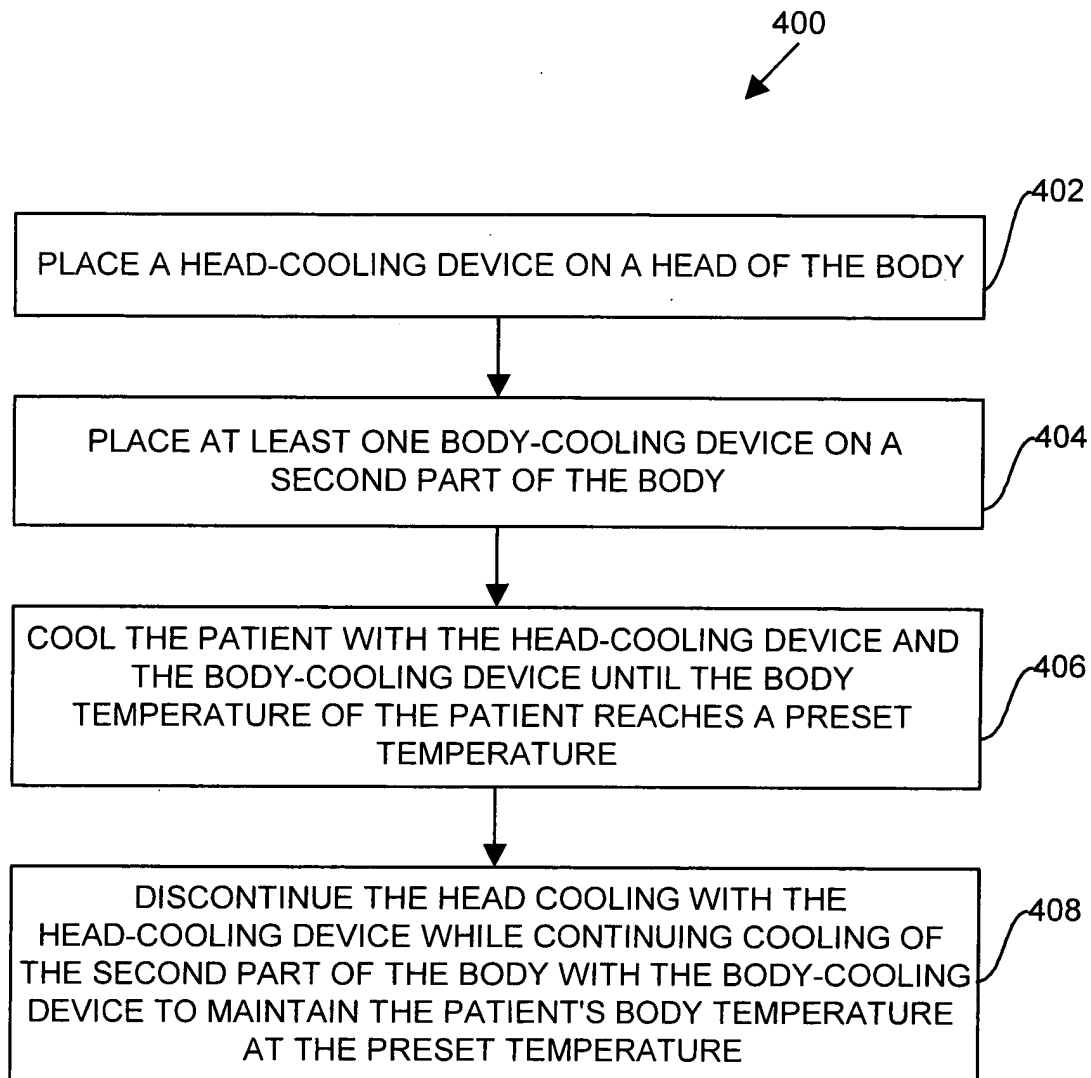 400
402
PLACE A HEAD-COOLING DEVICE ON A HEAD OF THE BODY
404
PLACE AT LEAST ONE BODY-COOLING DEVICE ON A
SECOND PART OF THE BODY
COOL THE PATIENT WITH THE HEAD-COOLING DEVICE AND
THE BODY-COOLING DEVICE UNTIL THE BODY
TEMPERATURE OF THE PATIENT REACHES A PRESET
TEMPERATURE
406
DISCONTINUE THE HEAD COOLING WITH THE
HEAD-COOLING DEVICE WHILE CONTINUING COOLING OF
THE SECOND PART OF THE BODY WITH THE BODY-COOLING
DEVICE TO MAINTAIN THE PATIENT'S BODY TEMPERATURE
AT THE PRESET TEMPERATURE
408